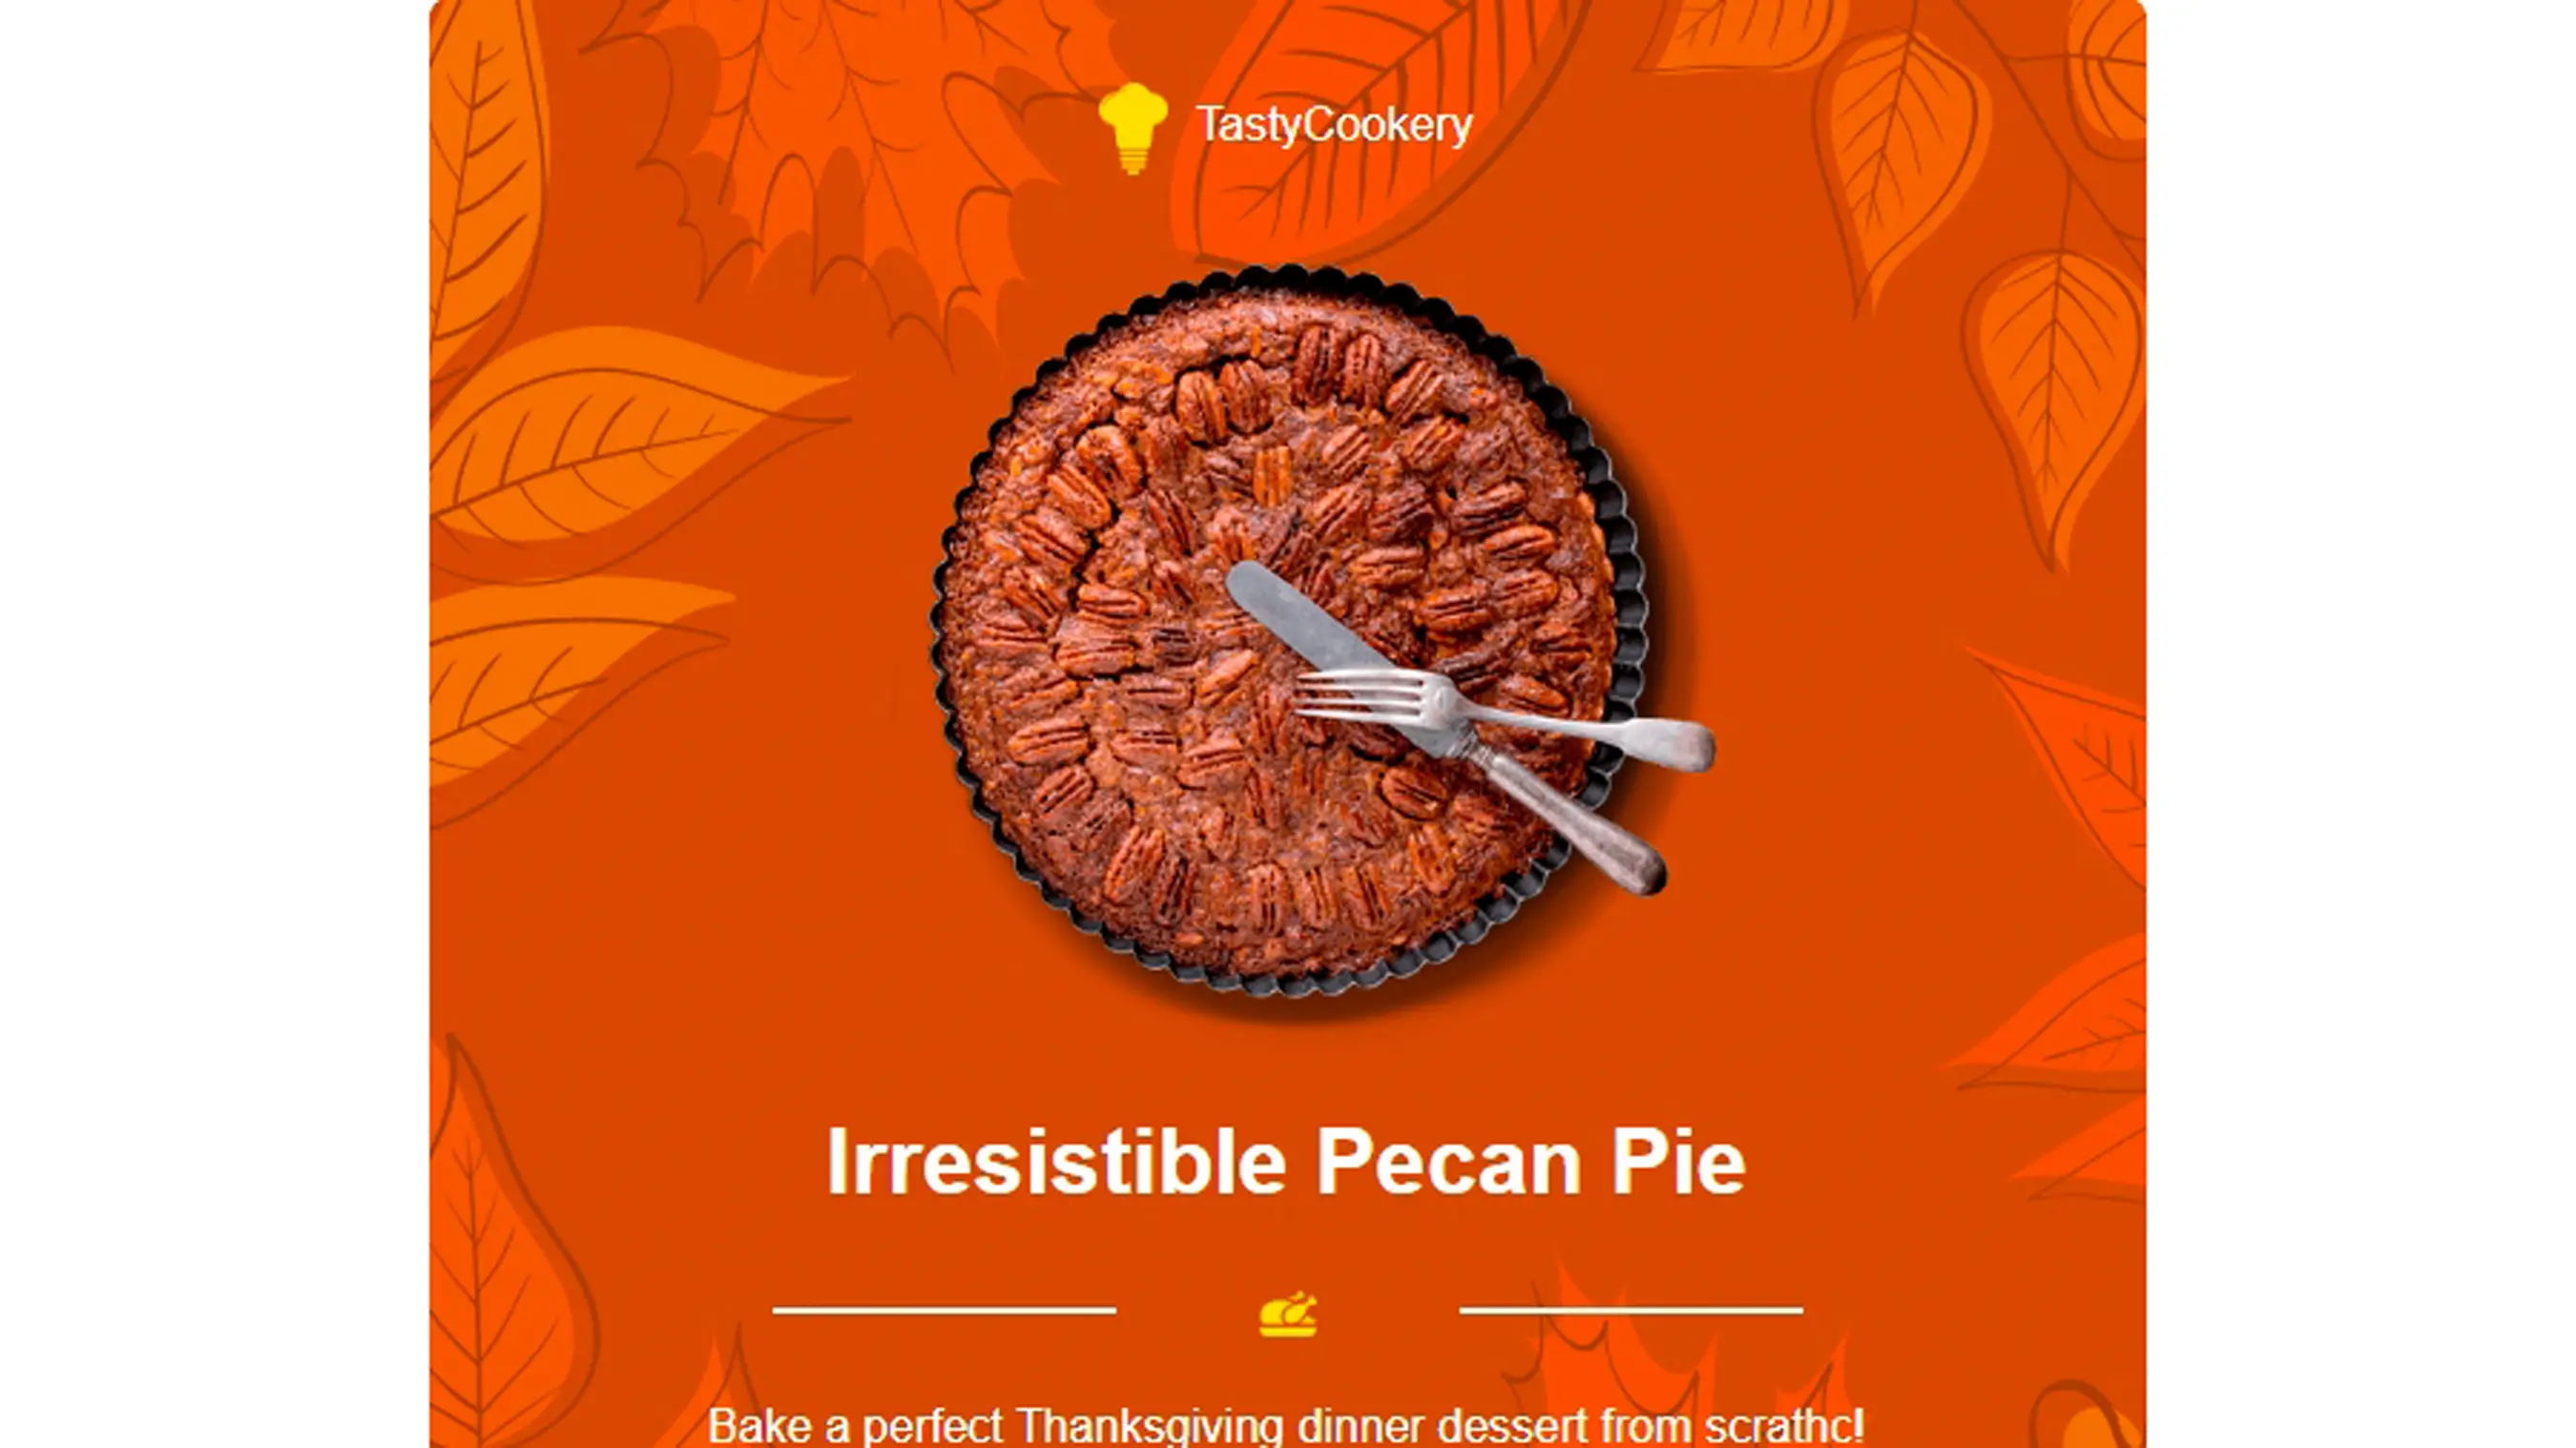 TastyCookery
Irresistible Pecan Pie
Bake a perfect Thanksgiving dinner dessert from scrathc!